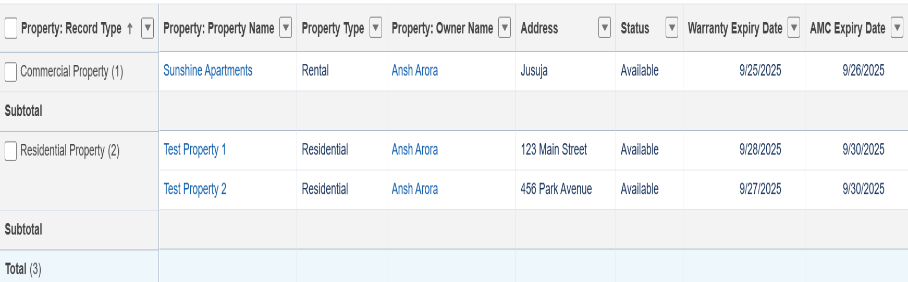 Property: Record Type ↑ Property: Property Name Property Type Property: Owner Name Address Status Warranty Expiry Date AMC Expiry Date
Commercial Property (1) Sunshine Apartments Rental Ansh Arora Jusuja Available 9/25/2025 9/26/2025
Subtotal
Residential Property (2) Test Property 1 Residential Ansh Arora 123 Main Street Available 9/28/2025 9/30/2025
Test Property 2 Residential Ansh Arora 456 Park Avenue Available 9/27/2025 9/30/2025
Subtotal
Total (3)